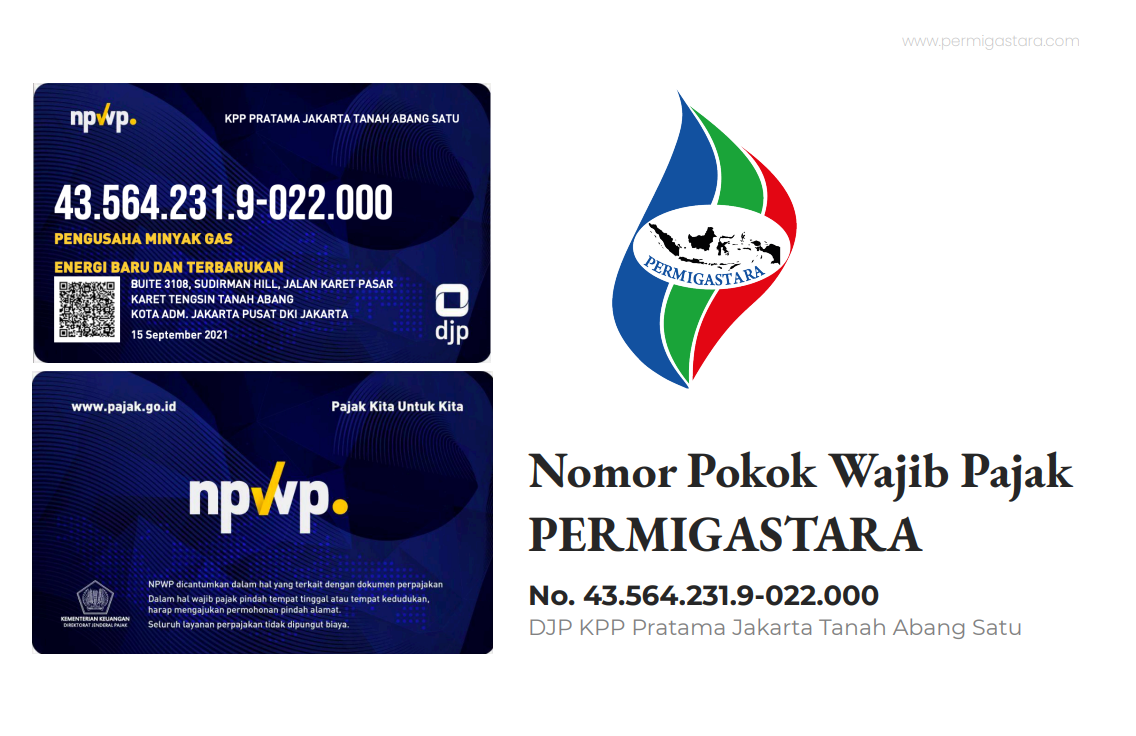 www.permigastara.com
npwp.
KPP PRATAMA JAKARTA TANAH ABANG SATU
43.564.231.9-022.000
PENGUSAHA MINYAK GAS
ENERGI BARU DAN TERBARUKAN
BUITE 3108, SUDIRMAN HILL, JALAN KARET PASAR
KARET TENGSIN TANAH ABANG
KOTA ADM. JAKARTA PUSAT DKI JAKARTA
15 September 2021
djp
www.pajak.go.id
Pajak Kita Untuk Kita
npwp.
KEMENTERIAN KEUANGAN
DIREKTORAT JENDERAL PAJAK
NPWP dicantumkan dalam hal yang terkait dengan dokumen perpajakan
Dalam hal wajib pajak pindah tempat tinggal atau tempat kedudukan,
harap mengajukan permohonan pindah alamat.
Seluruh layanan perpajakan tidak dipungut biaya.
PERMIGASTARA
Nomor Pokok Wajib Pajak
PERMIGASTARA
No. 43.564.231.9-022.000
DJP KPP Pratama Jakarta Tanah Abang Satu